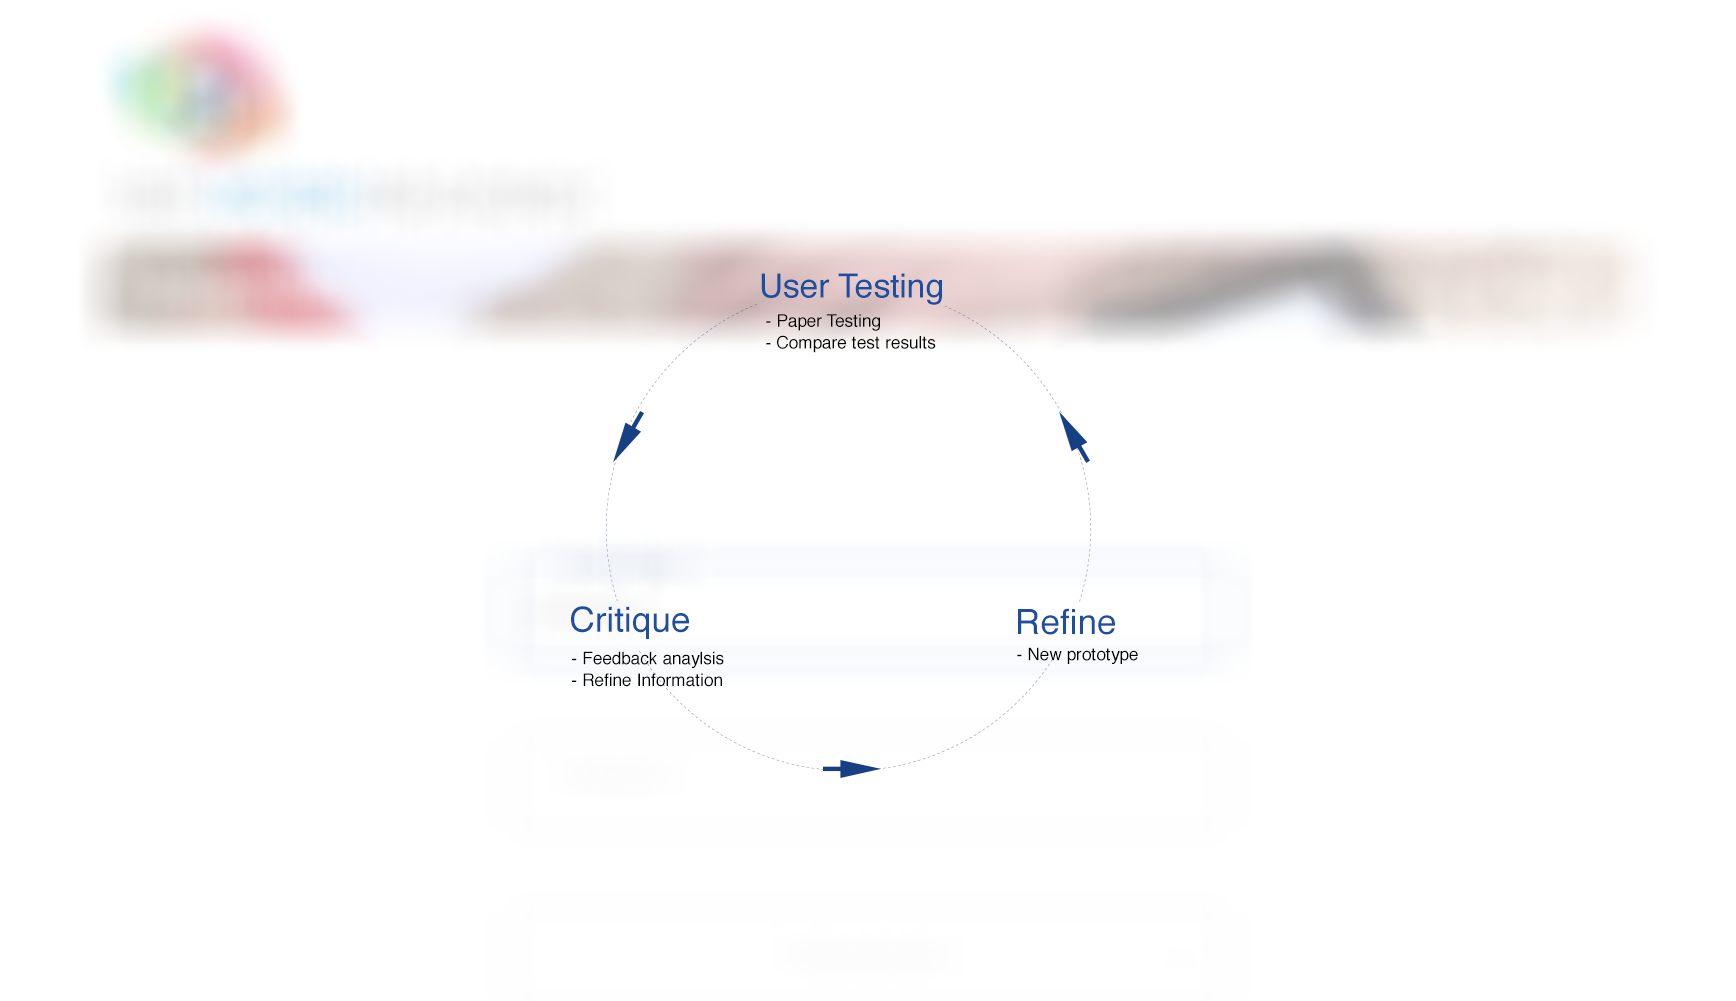 User Testing
- Paper Testing
- Compare test results
Critique
- Feedback anaylsis
- Refine Information
Refine
- New prototype